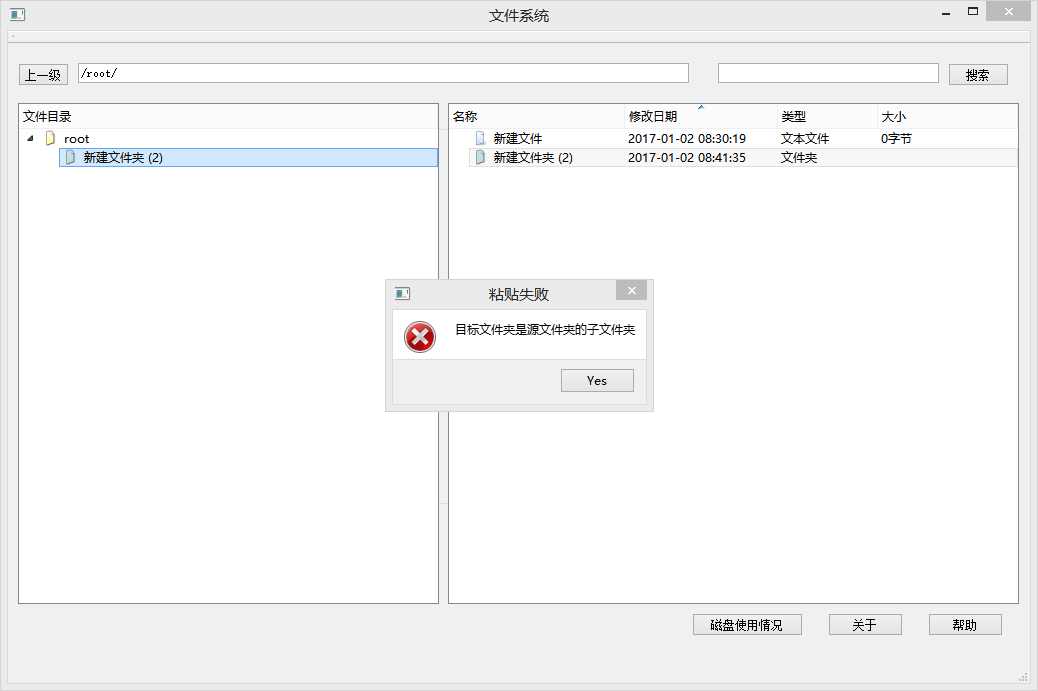 文件系统
上一级
/root/
搜索
文件目录
root
新建文件夹 (2)
名称 修改日期 类型 大小
新建文件 2017-01-02 08:30:19 文本文件 0字节
新建文件夹 (2) 2017-01-02 08:41:35 文件夹
粘贴失败
目标文件夹是源文件夹的子文件夹
Yes
磁盘使用情况
关于
帮助